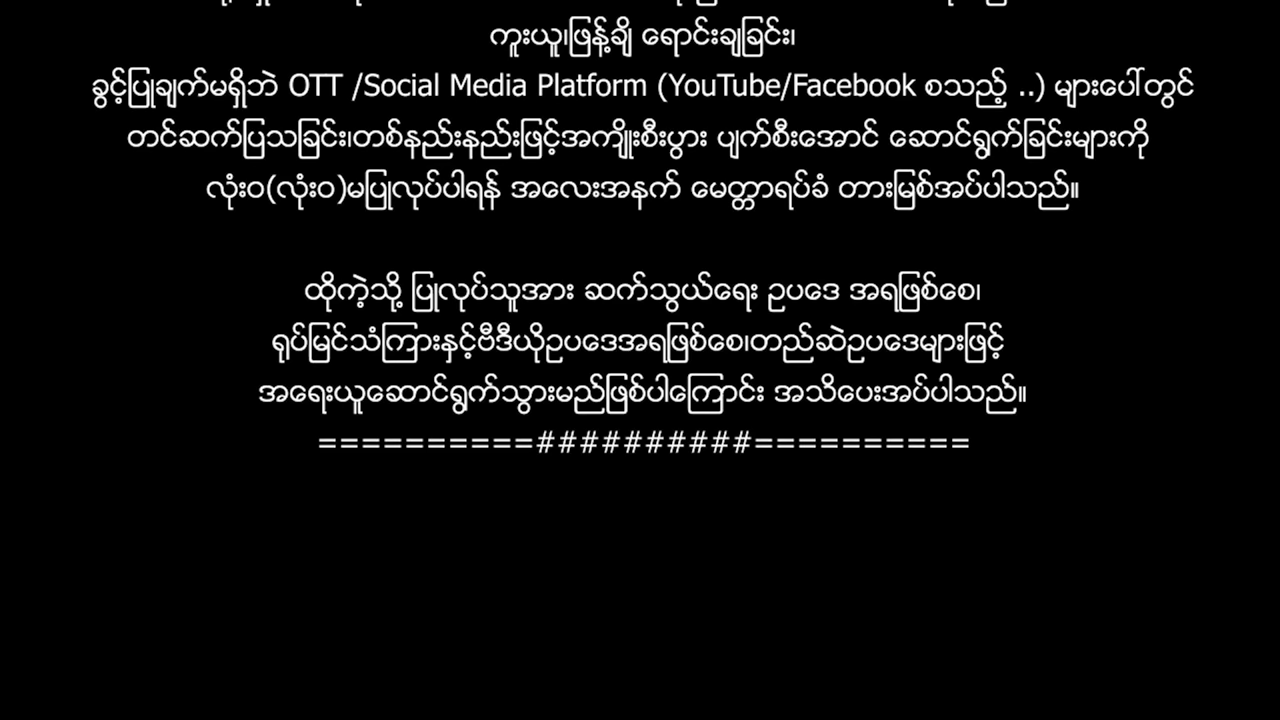 ကူးယူ၊ဖြန့်ချိ ရောင်းချခြင်း၊
ခွင့်ပြုချက်မရှိဘဲ OTT /Social Media Platform (YouTube/Facebook စသည့် ..) များပေါ်တွင်
တင်ဆက်ပြသခြင်း၊တစ်နည်းနည်းဖြင့်အကျိုးစီးပွား ပျက်စီးအောင် ဆောင်ရွက်ခြင်းများကို
လုံးဝ(လုံးဝ)မပြုလုပ်ပါရန် အလေးအနက် မေတ္တာရပ်ခံ တားမြစ်အပ်ပါသည်။
ထိုကဲ့သို့ ပြုလုပ်သူအား ဆက်သွယ်ရေး ဥပဒေ အရဖြစ်စေ၊
ရုပ်မြင်သံကြားနှင့်ဗီဒီယိုဥပဒေအရဖြစ်စေ၊တည်ဆဲဥပဒေများဖြင့်
အရေးယူဆောင်ရွက်သွားမည်ဖြစ်ပါကြောင်း အသိပေးအပ်ပါသည်။
==========##########==========